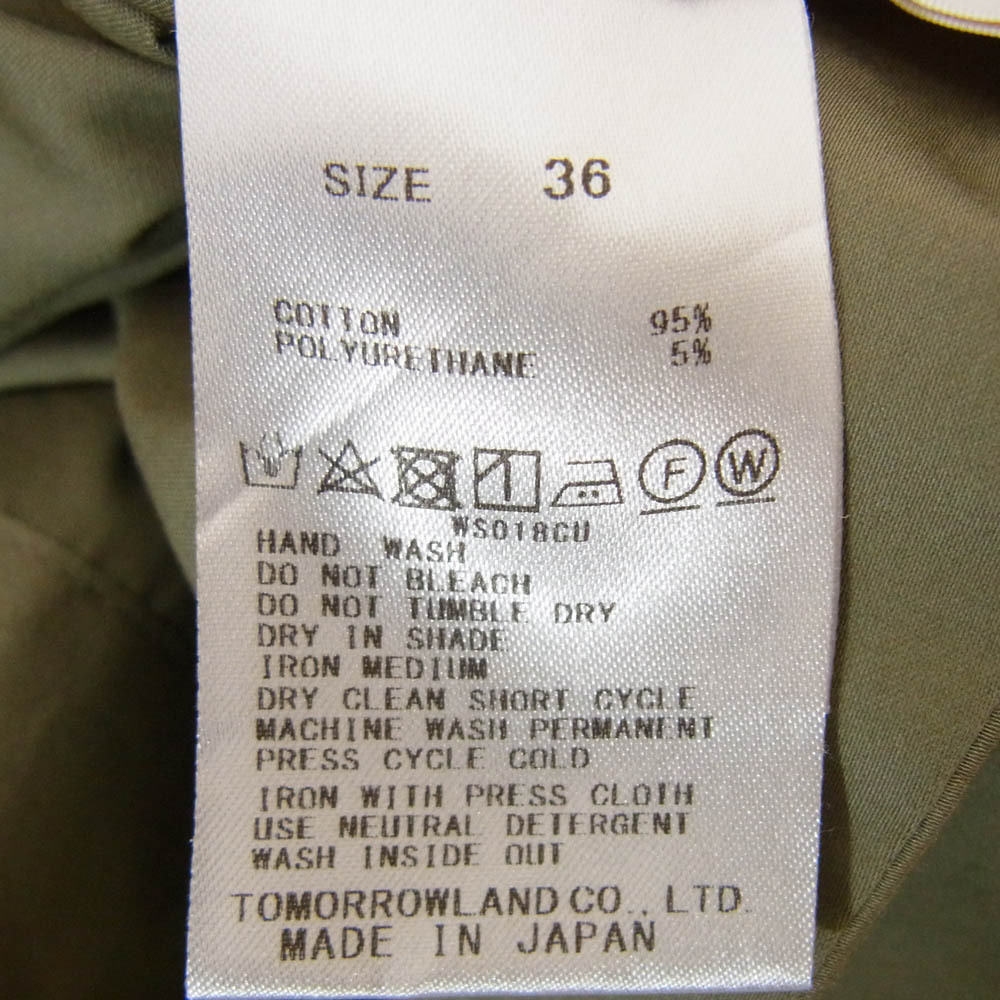 SIZE 36
COTTON 95%
POLYURETHANE 5%
F W
WS018CU
HAND WASH
DO NOT BLEACH
DO NOT TUMBLE DRY
DRY IN SHADE
IRON MEDIUM
DRY CLEAN SHORT CYCLE
MACHINE WASH PERMANENT
PRESS CYCLE COLD
IRON WITH PRESS CLOTH
USE NEUTRAL DETERGENT
WASH INSIDE OUT
TOMORROWLAND CO., LTD.
MADE IN JAPAN